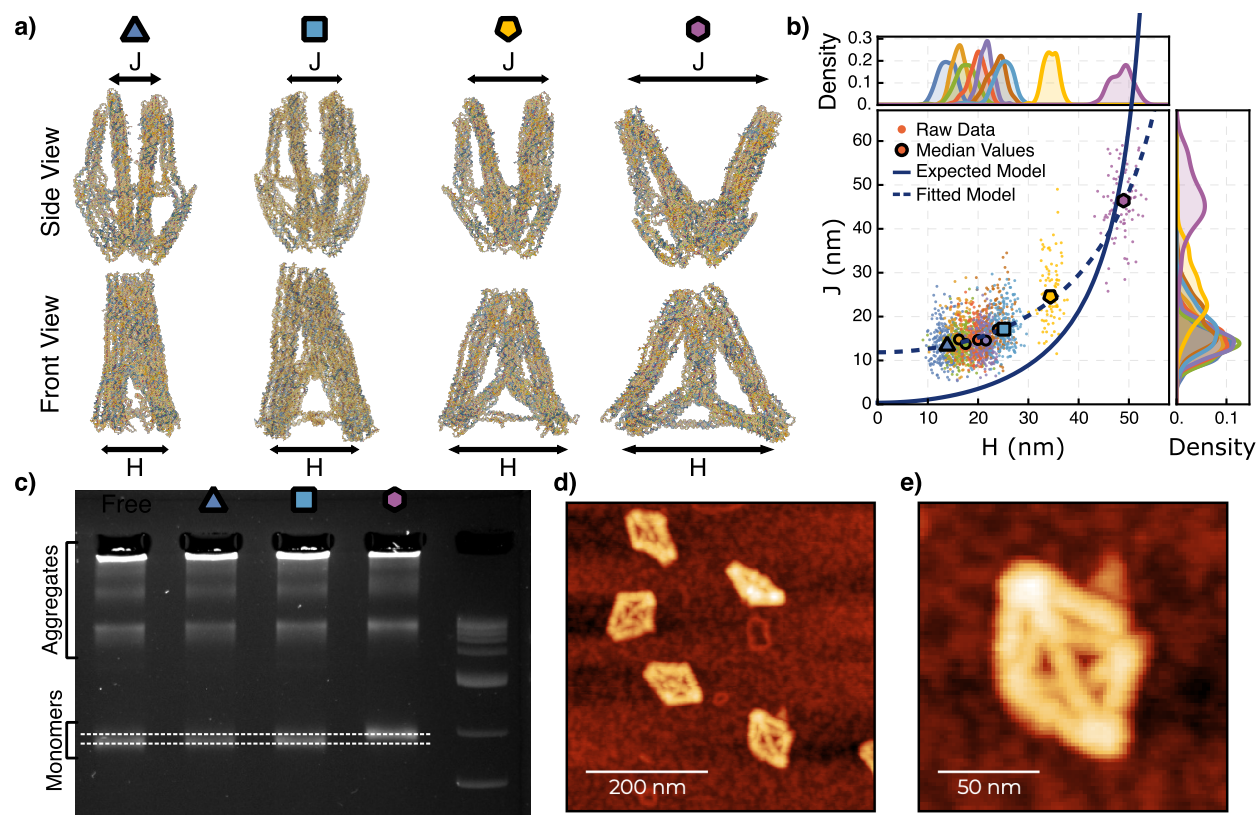 a)
J
J
J
J
Side View
Front View
H
H
H
H
b)
Density
0.3
0.2
0.1
0.
Raw Data
Median Values
Expected Model
Fitted Model
J (nm)
60
50
40
30
20
10
0
0
10
20
30
40
50
H (nm)
0.
0.1
Density
c)
Free
Aggregates
Monomers
d)
200 nm
e)
50 nm